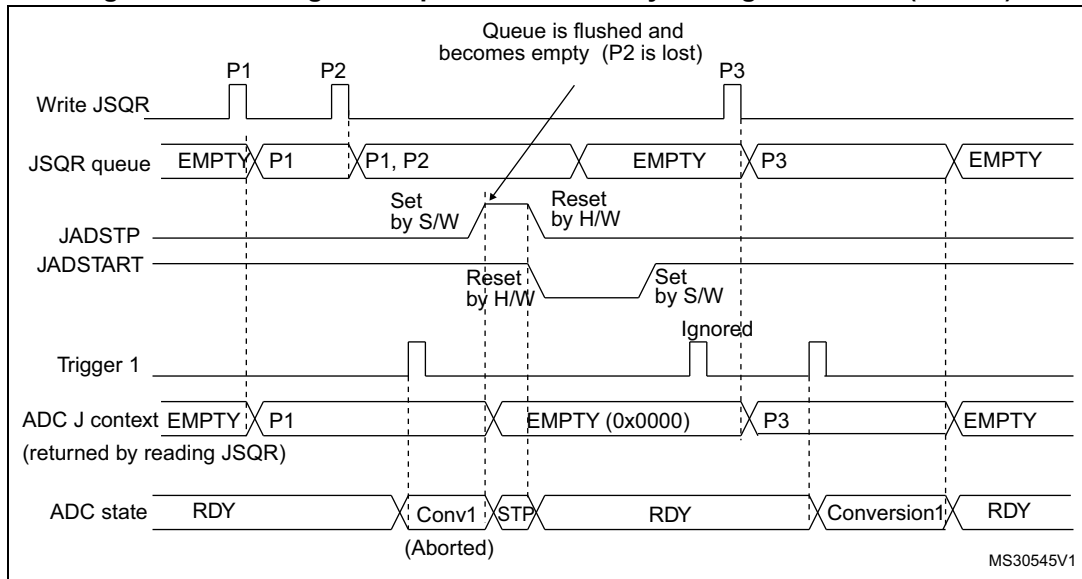 Queue is flushed and
becomes empty (P2 is lost)
P1 P2 P3
Write JSQR
JSQR queue EMPTY P1 P1, P2 EMPTY P3 EMPTY
Set
by S/W
Reset
by H/W
JADSTP
JADSTART
Reset
by H/W
Set
by S/W
Ignored
Trigger 1
ADC J context EMPTY P1 EMPTY (0x0000) P3 EMPTY
(returned by reading JSQR)
ADC state RDY Conv1 STP RDY Conversion1 RDY
(Aborted)
MS30545V1